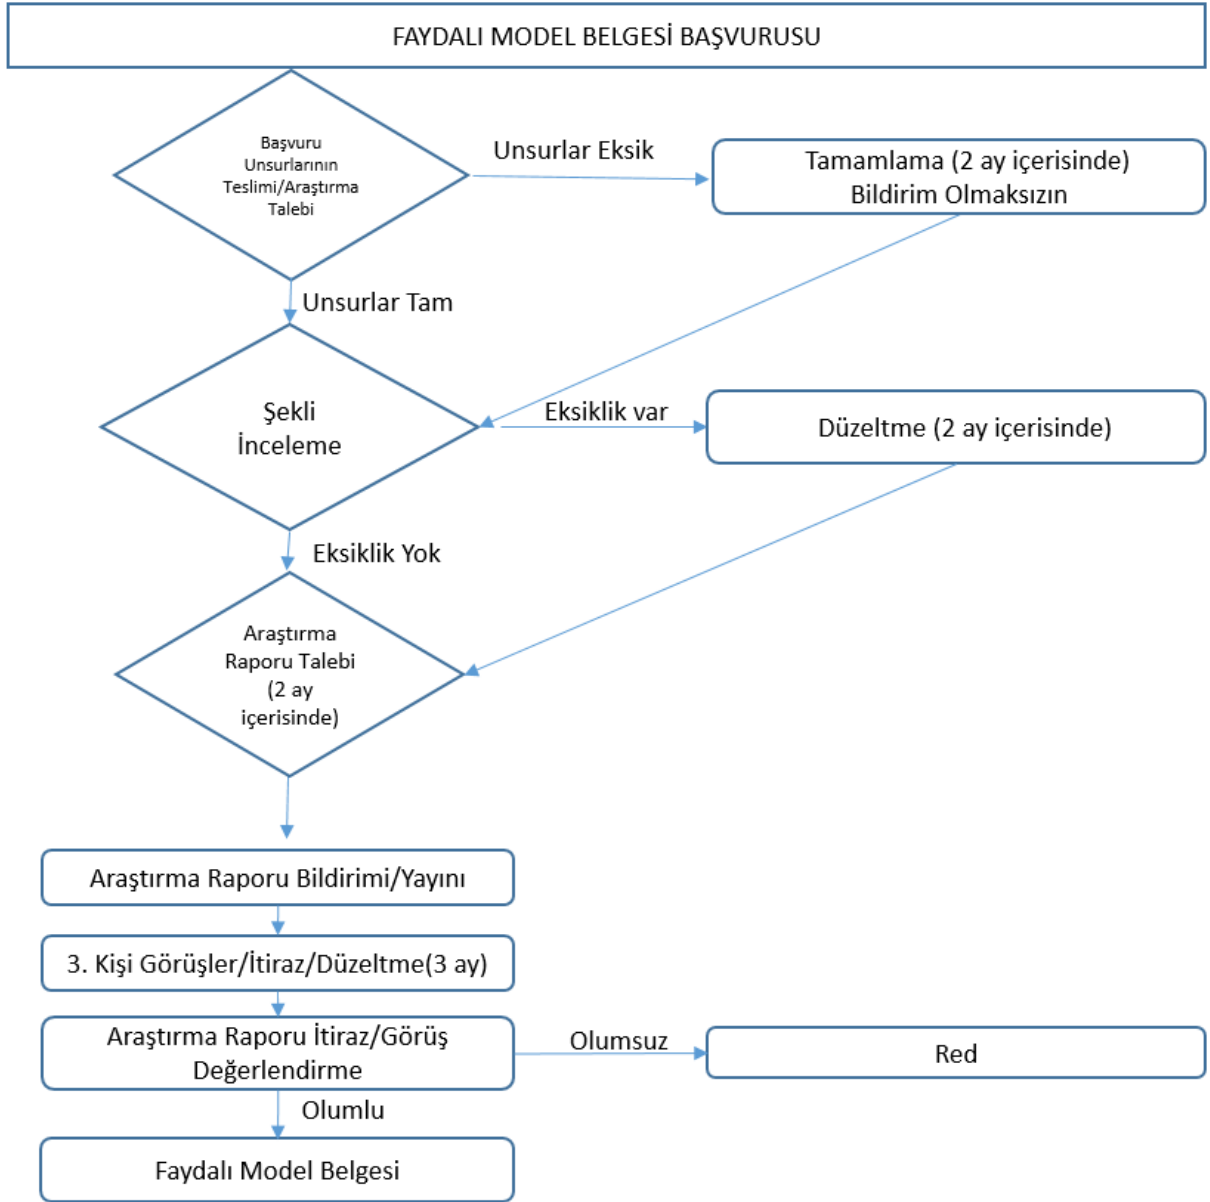 FAYDALI MODEL BELGESİ BAŞVURUSU
Başvuru
Unsurlarının
Teslimi/Araştırma
Talebi
Unsurlar Eksik
Tamamlama (2 ay içerisinde)
Bildirim Olmaksızın
Unsurlar Tam
Şekli
İnceleme
Eksiklik var
Düzeltme (2 ay içerisinde)
Eksiklik Yok
Araştırma
Raporu Talebi
(2 ay
içerisinde)
Araştırma Raporu Bildirimi/Yayını
3. Kişi Görüşler/İtiraz/Düzeltme(3 ay)
Araştırma Raporu İtiraz/Görüş
Değerlendirme
Olumsuz
Red
Olumlu
Faydalı Model Belgesi